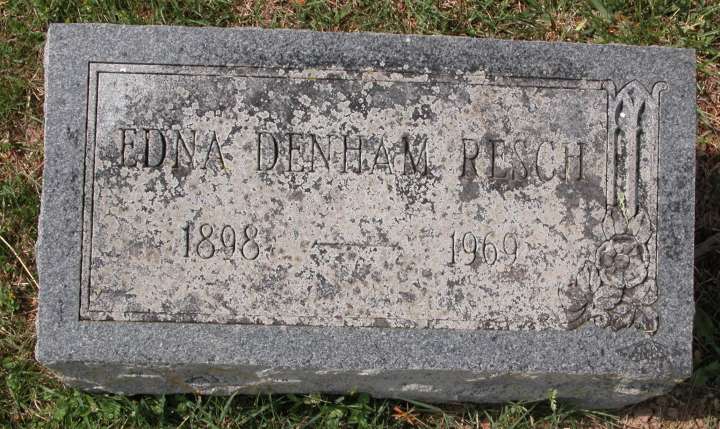 EDNA DENHAM RESCH
1898 — 1969